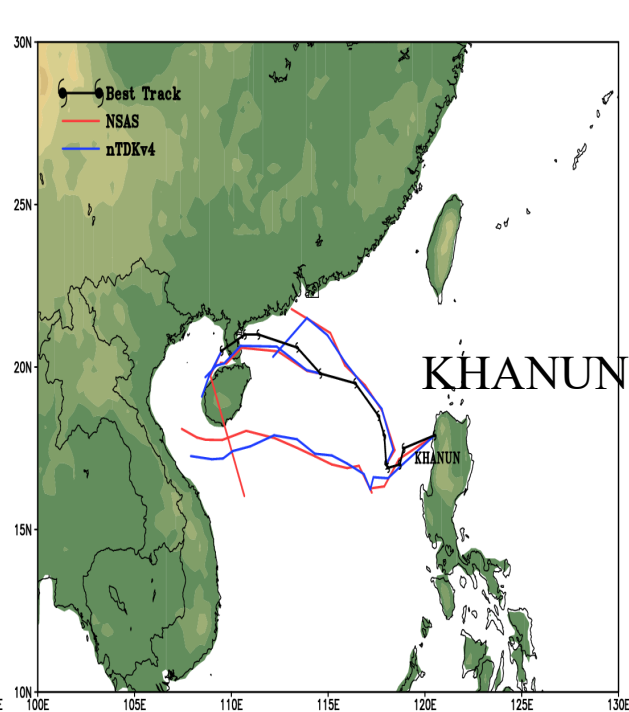 30N
Best Track
NSAS
nTDKv4
25N
20N
KHANUN
KHANUN
15N
10N
E
100E
105E
110E
115E
120E
125E
130E